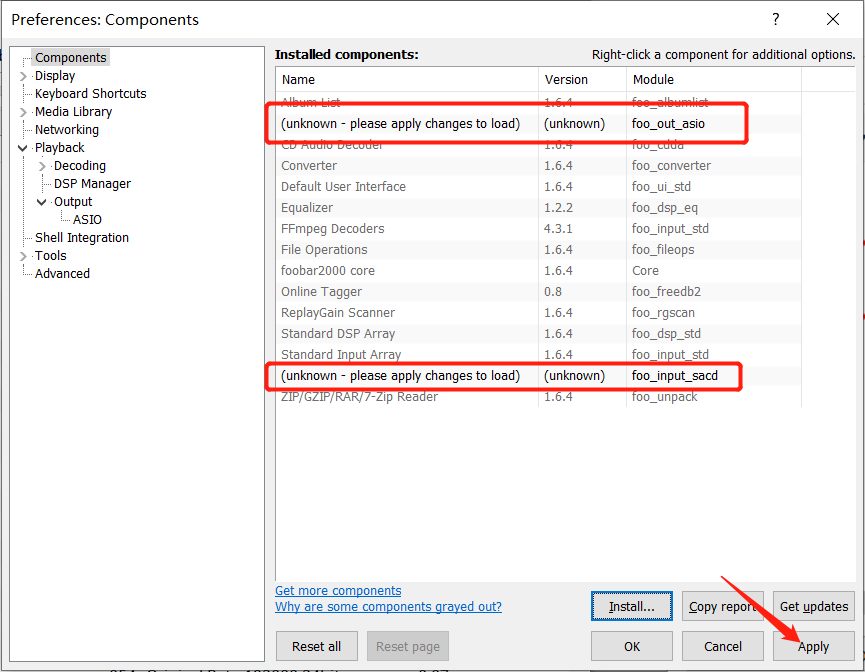 Preferences: Components
?
Components
Display
Keyboard Shortcuts
Media Library
Networking
Playback
Decoding
DSP Manager
Output
ASIO
Shell Integration
Tools
Advanced
Installed components:
Right-click a component for additional options.
Name Version Module
Album List 1.6.4 foo_albumlist
(unknown - please apply changes to load) (unknown) foo_out_asio
CD Audio Decoder 1.6.4 foo_cdda
Converter 1.6.4 foo_converter
Default User Interface 1.6.4 foo_ui_std
Equalizer 1.2.2 foo_dsp_eq
FFmpeg Decoders 4.3.1 foo_input_std
File Operations 1.6.4 foo_fileops
foobar2000 core 1.6.4 Core
Online Tagger 0.8 foo_freedb2
ReplayGain Scanner 1.6.4 foo_rgscan
Standard DSP Array 1.6.4 foo_dsp_std
Standard Input Array 1.6.4 foo_input_std
(unknown - please apply changes to load) (unknown) foo_input_sacd
ZIP/GZIP/RAR/7-Zip Reader 1.6.4 foo_unpack
Get more components
Why are some components grayed out?
Install... Copy report Get updates
Reset all Reset page OK Cancel Apply